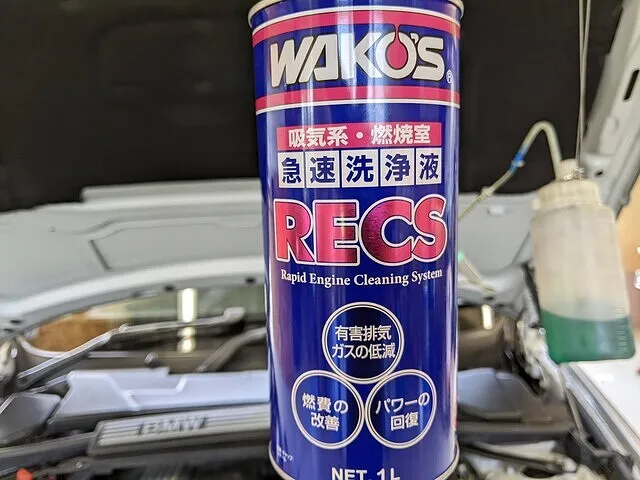 WAKO'S®
吸気系・燃焼室
急速洗浄液
RECS
Rapid Engine Cleaning System
有害排気
ガスの低減
燃費の
改善
パワーの
回復
NET. 1L
BMW